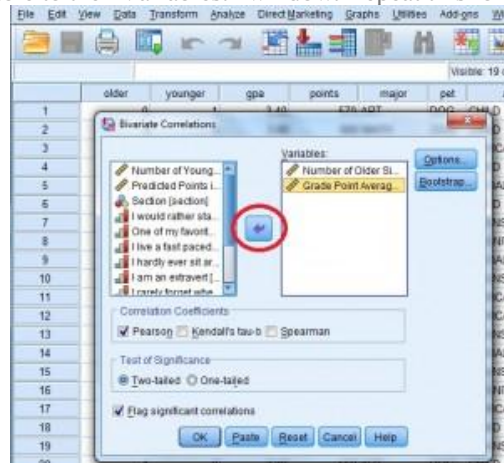 File Edit View Data Transform Analyze Direct Marketing Graphs Utilities Add-ons
Visible: 19
older younger gpa points major pet
1
2
3
4
5
6
7
8
9
10
11
12
13
14
15
16
17
18
19
Bivariate Correlations
Number of Young...
Predicted Points i...
Section [section]
I would rather sta...
One of my favorit...
I live a fast paced...
I hardly ever sit ar...
I am an extravert [...
I rarely forget whe...
Variables:
Number of Older Si...
Grade Point Averag...
Options...
Bootstrap...
Correlation Coefficients
Pearson Kendall's tau-b Spearman
Test of Significance
Two-tailed One-tailed
Flag significant correlations
OK Paste Reset Cancel Help